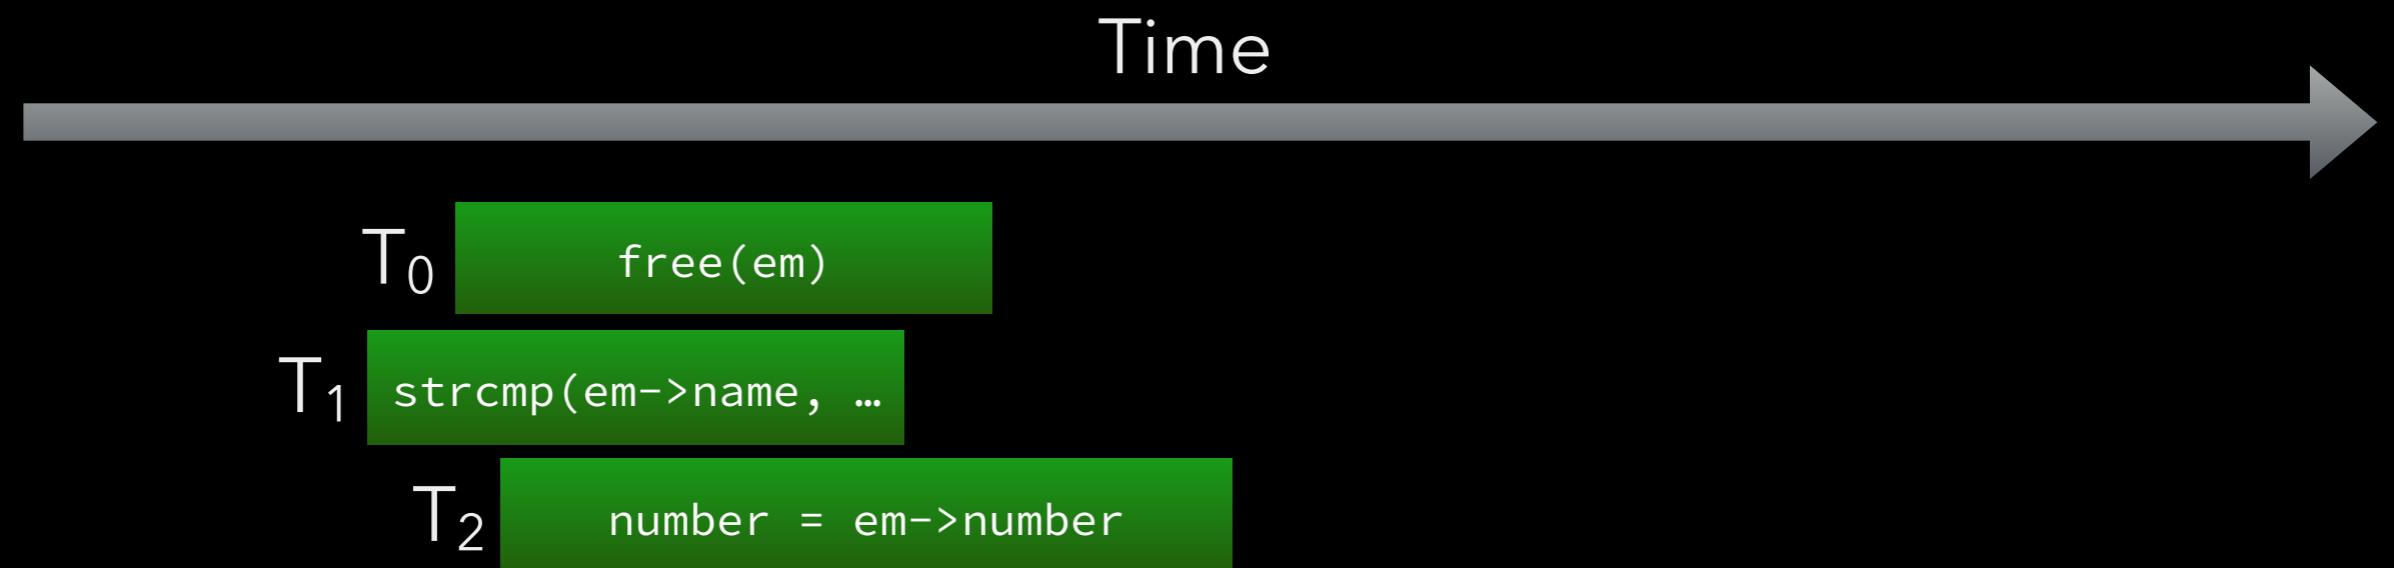 Time
T0 free(em)
T1 strcmp(em->name, …
T2 number = em->number